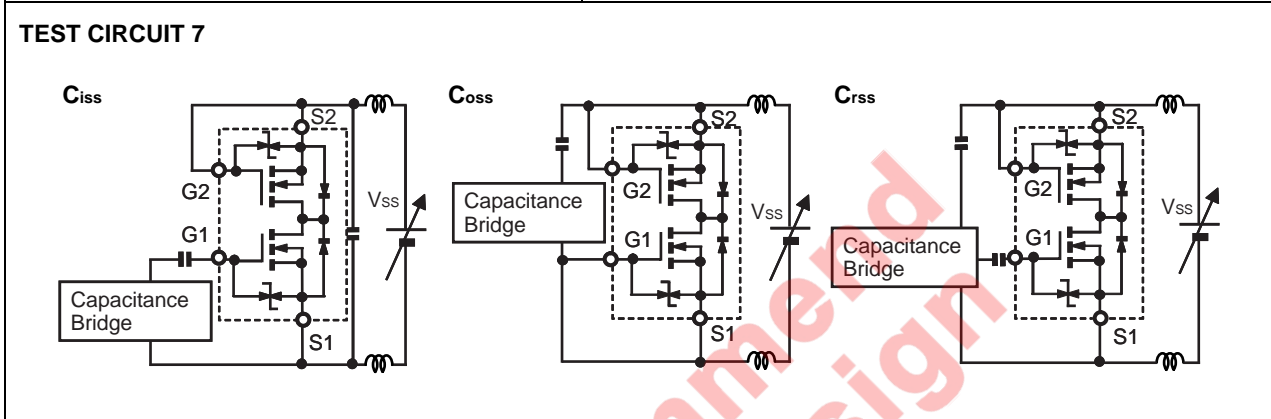 TEST CIRCUIT 7
Ciss
S2
G2
VSS
G1
Capacitance
Bridge
S1
Coss
S2
Capacitance
Bridge
G2
VSS
G1
S1
Crss
S2
G2
VSS
Capacitance
Bridge
G1
S1